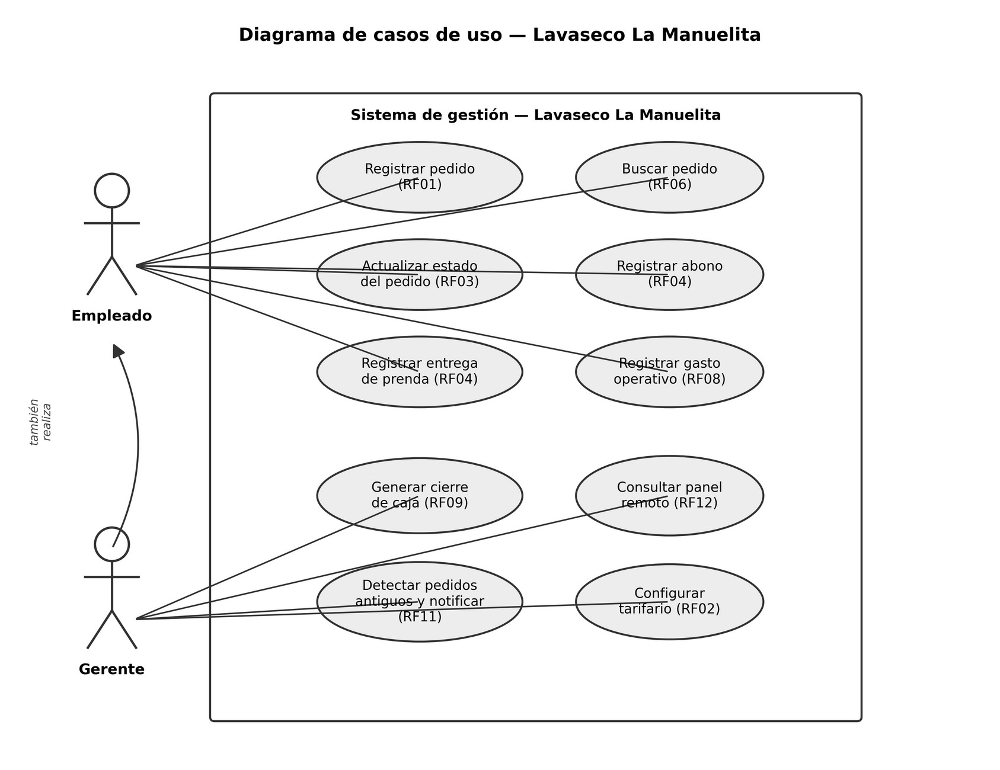 Diagrama de casos de uso — Lavaseco La Manuelita
Sistema de gestión — Lavaseco La Manuelita
Registrar pedido
(RF01)
Buscar pedido
(RF06)
Actualizar estado
del pedido (RF03)
Registrar abono
(RF04)
Empleado
Registrar entrega
de prenda (RF04)
Registrar gasto
operativo (RF08)
también
realiza
Generar cierre
de caja (RF09)
Consultar panel
remoto (RF12)
Detectar pedidos
antiguos y notificar
(RF11)
Configurar
tarifario (RF02)
Gerente